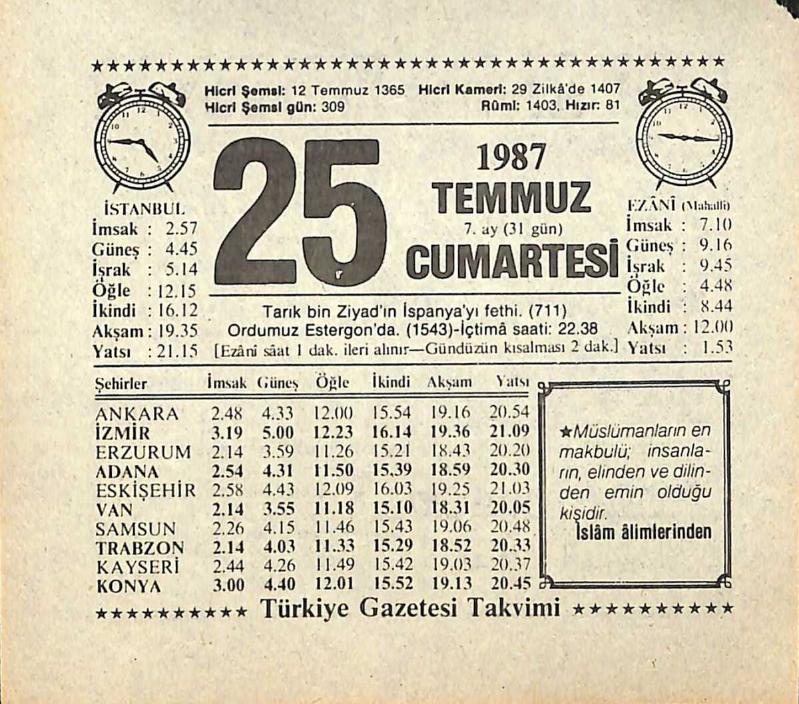 Hicrî Şemsî: 12 Temmuz 1365 Hicrî Kamerî: 29 Zilkâ'de 1407
Hicrî Şemsî gün: 309 Rûmî: 1403, Hızır: 81
25
1987
TEMMUZ
7. ay (31 gün)
CUMARTESİ
İSTANBUL
İmsak : 2.57
Güneş : 4.45
İşrak : 5.14
Öğle : 12.15
İkindi : 16.12
Akşam : 19.35
Yatsı : 21.15
EZÂNÎ (Mahallî)
İmsak : 7.10
Güneş : 9.16
İşrak : 9.45
Öğle : 4.48
İkindi : 8.44
Akşam : 12.00
Yatsı : 1.53
Tarık bin Ziyad'ın İspanya'yı fethi. (711)
Ordumuz Estergon'da. (1543)-İçtimâ saati: 22.38
[Ezânî sâat 1 dak. ileri alınır—Gündüzün kısalması 2 dak.]
Şehirler İmsak Güneş Öğle İkindi Akşam Yatsı
ANKARA 2.48 4.33 12.00 15.54 19.16 20.54
İZMİR 3.19 5.00 12.23 16.14 19.36 21.09
ERZURUM 2.14 3.59 11.26 15.21 18.43 20.20
ADANA 2.54 4.31 11.50 15.39 18.59 20.30
ESKİŞEHİR 2.58 4.43 12.09 16.03 19.25 21.03
VAN 2.14 3.55 11.18 15.10 18.31 20.05
SAMSUN 2.26 4.15 11.46 15.43 19.06 20.48
TRABZON 2.14 4.03 11.33 15.29 18.52 20.33
KAYSERİ 2.44 4.26 11.49 15.42 19.03 20.37
KONYA 3.00 4.40 12.01 15.52 19.13 20.45
★Müslümanların en
makbulü; insanla-
rın, elinden ve dilin-
den emin olduğu
kişidir.
İslâm âlimlerinden
★★★★★★★★★★ Türkiye Gazetesi Takvimi ★★★★★★★★★★